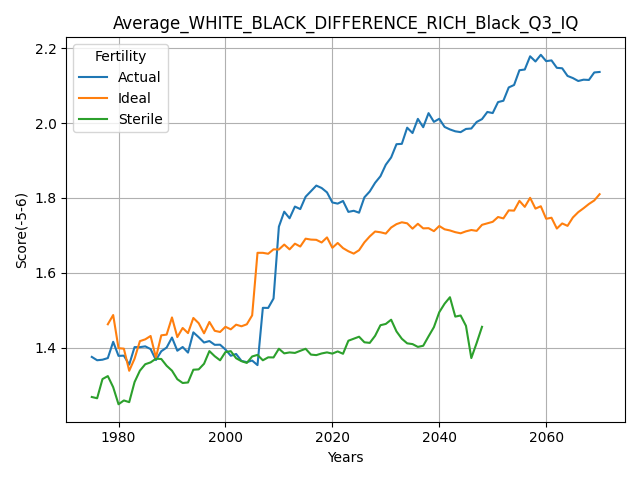 Average_WHITE_BLACK_DIFFERENCE_RICH_Black_Q3_IQ
Fertility
Actual
Ideal
Sterile
Score(-5-6)
2.2
2.0
1.8
1.6
1.4
1980
2000
2020
2040
2060
Years